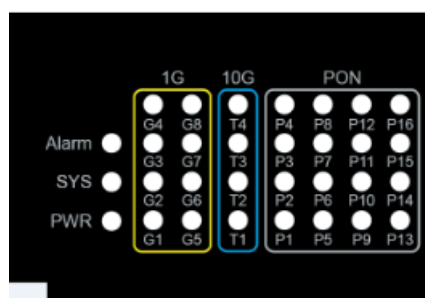 1G 10G PON
G4 G8 T4 P4 P8 P12 P16
Alarm
G3 G7 T3 P3 P7 P11 P15
SYS
G2 G6 T2 P2 P6 P10 P14
PWR
G1 G5 T1 P1 P5 P9 P13